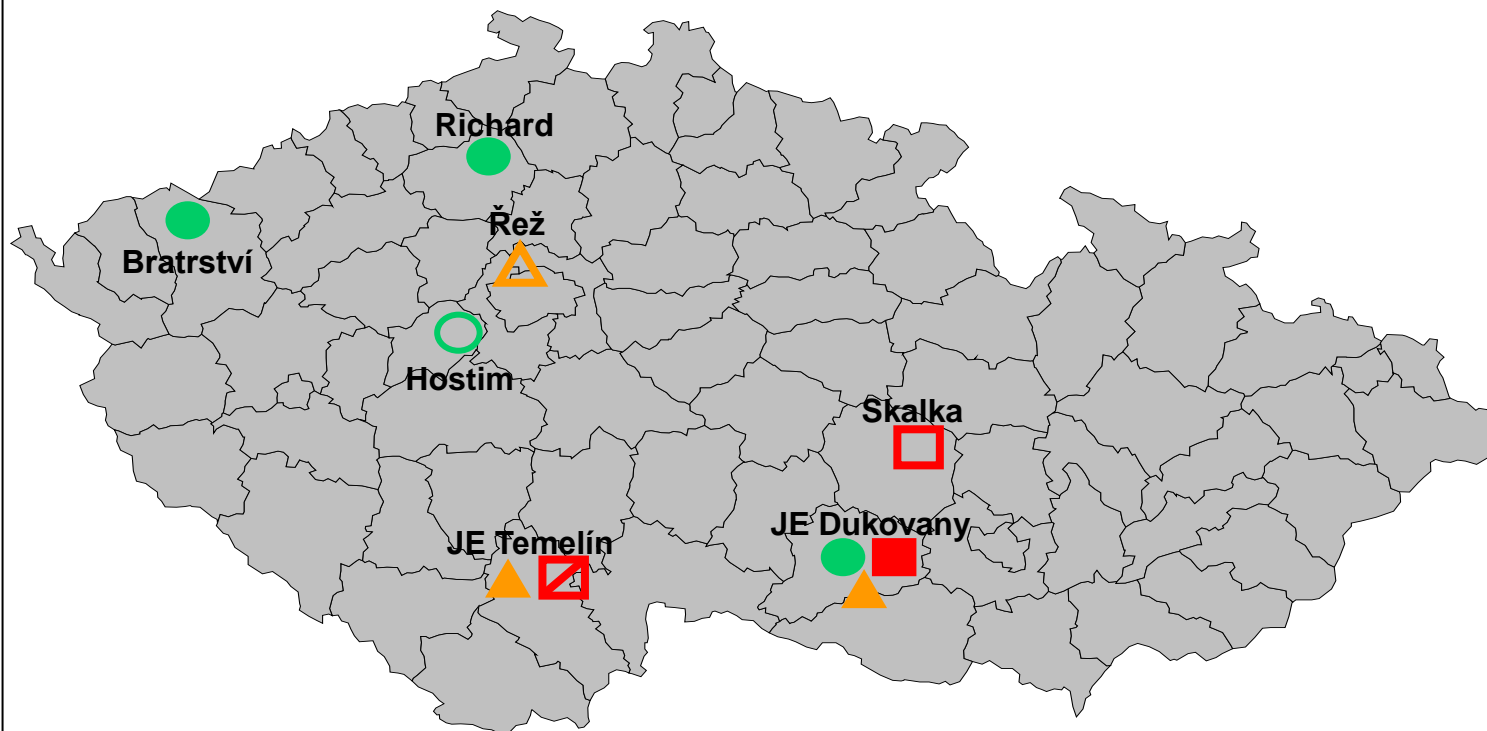 Richard
Řež
Bratrství
Hostim
Skalka
JE Dukovany
JE Temelín